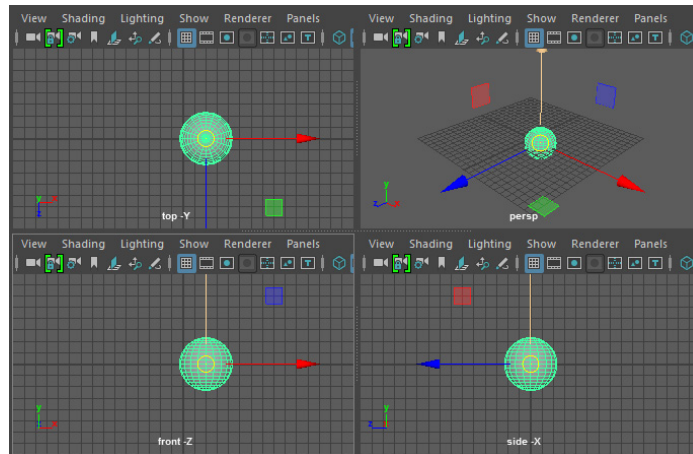 View Shading Lighting Show Renderer Panels
View Shading Lighting Show Renderer Panels
T
T
y
x
z
top -Y
y
z
x
persp
View Shading Lighting Show Renderer Panels
View Shading Lighting Show Renderer Panels
T
T
y
x
front -Z
y
z
side -X